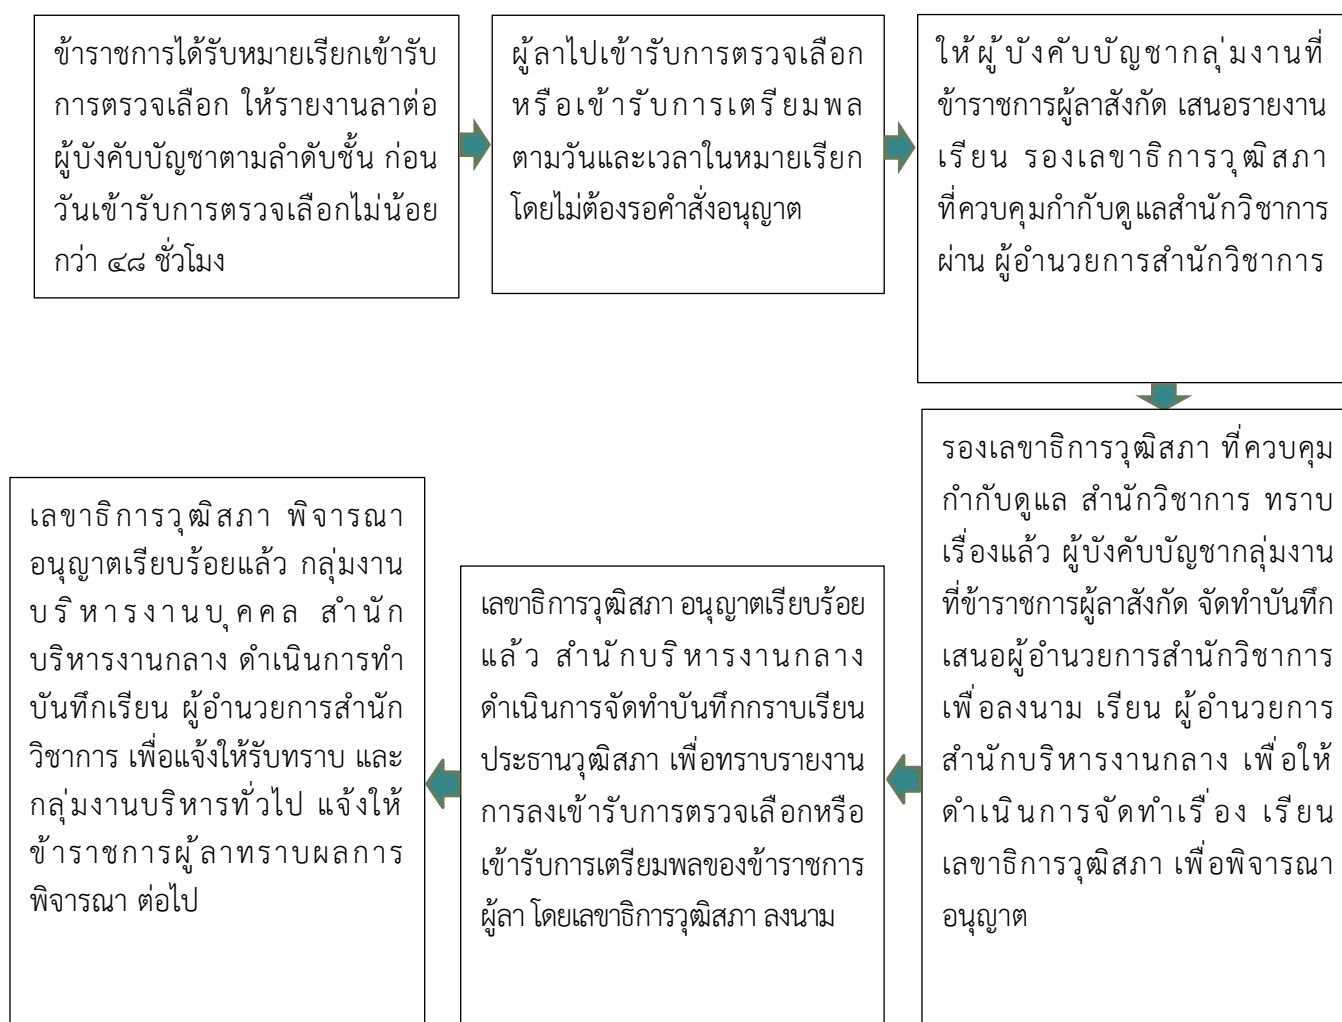 ข้าราชการได้รับหมายเรียกเข้ารับ
การตรวจเลือก ให้รายงานลาต่อ
ผู้บังคับบัญชาตามลำดับชั้น ก่อน
วันเข้ารับการตรวจเลือกไม่น้อย
กว่า ๔๘ ชั่วโมง
ผู้ลาไปเข้ารับการตรวจเลือก
หรือเข้ารับการเตรียมพล
ตามวันและเวลาในหมายเรียก
โดยไม่ต้องรอคำสั่งอนุญาต
ให้ผู้บังคับบัญชากลุ่มงานที่
ข้าราชการผู้ลาสังกัด เสนอรายงาน
เรียน รองเลขาธิการวุฒิสภา
ที่ควบคุมกำกับดูแลสำนักวิชาการ
ผ่าน ผู้อำนวยการสำนักวิชาการ
รองเลขาธิการวุฒิสภา ที่ควบคุม
กำกับดูแล สำนักวิชาการ ทราบ
เรื่องแล้ว ผู้บังคับบัญชากลุ่มงาน
ที่ข้าราชการผู้ลาสังกัด จัดทำบันทึก
เสนอผู้อำนวยการสำนักวิชาการ
เพื่อลงนาม เรียน ผู้อำนวยการ
สำนักบริหารงานกลาง เพื่อให้
ดำเนินการจัดทำเรื่อง เรียน
เลขาธิการวุฒิสภา เพื่อพิจารณา
อนุญาต
เลขาธิการวุฒิสภา อนุญาตเรียบร้อย
แล้ว สำนักบริหารงานกลาง
ดำเนินการจัดทำบันทึกกราบเรียน
ประธานวุฒิสภา เพื่อทราบรายงาน
การลงเข้ารับการตรวจเลือกหรือ
เข้ารับการเตรียมพลของข้าราชการ
ผู้ลา โดยเลขาธิการวุฒิสภา ลงนาม
เลขาธิการวุฒิสภา พิจารณา
อนุญาตเรียบร้อยแล้ว กลุ่มงาน
บริหารงานบุคคล สำนัก
บริหารงานกลาง ดำเนินการทำ
บันทึกเรียน ผู้อำนวยการสำนัก
วิชาการ เพื่อแจ้งให้รับทราบ และ
กลุ่มงานบริหารทั่วไป แจ้งให้
ข้าราชการผู้ลาทราบผลการ
พิจารณา ต่อไป